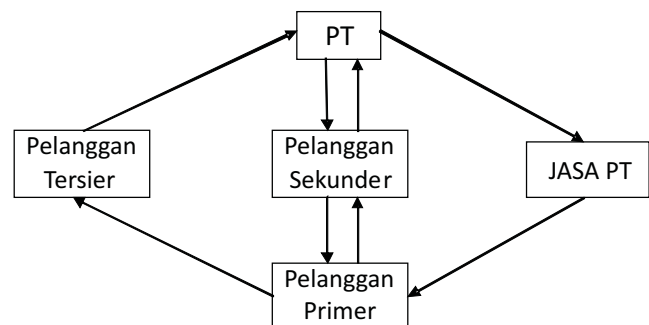 PT
Pelanggan
Tersier
Pelanggan
Sekunder
JASA PT
Pelanggan
Primer